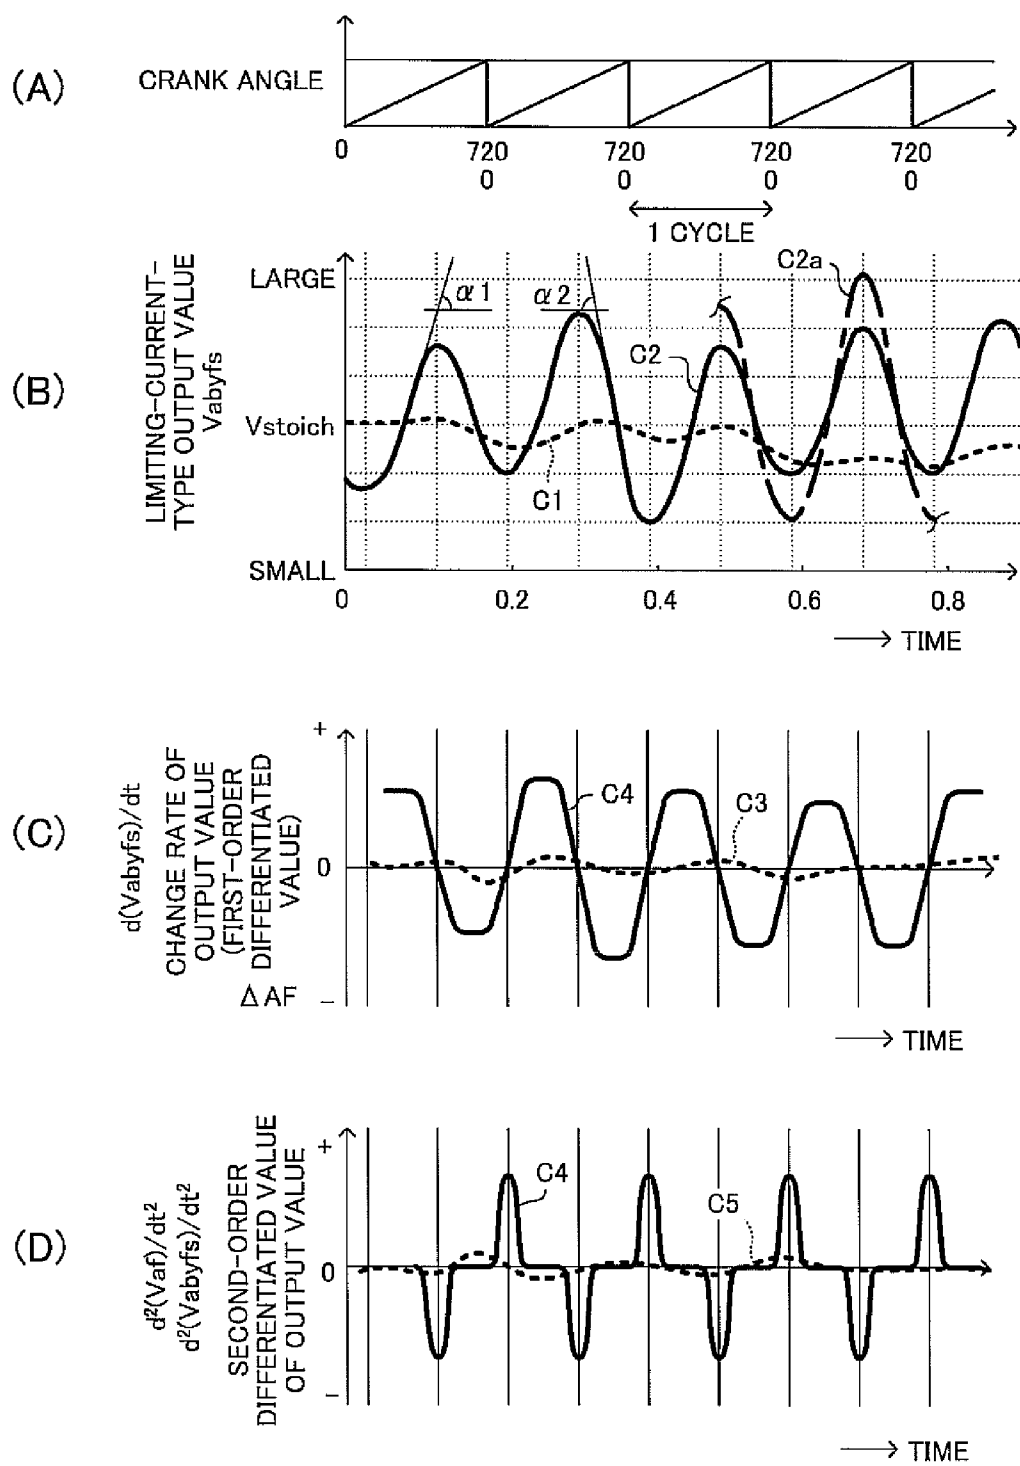 (A)
CRANK ANGLE
0
720
0
720
0
720
0
720
0
1 CYCLE
(B)
LIMITING-CURRENT-
TYPE OUTPUT VALUE
Vabyfs
LARGE
Vstoich
SMALL
α1
α2
C2
C2a
C1
0
0.2
0.4
0.6
0.8
TIME
(C)
d(Vabyfs)/dt
CHANGE RATE OF
OUTPUT VALUE
(FIRST-ORDER
DIFFERENTIATED
VALUE)
ΔAF
+
0
−
C4
C3
TIME
(D)
d²(Vaf)/dt²
d²(Vabyfs)/dt²
SECOND-ORDER
DIFFERENTIATED VALUE
OF OUTPUT VALUE
+
0
−
C4
C5
TIME